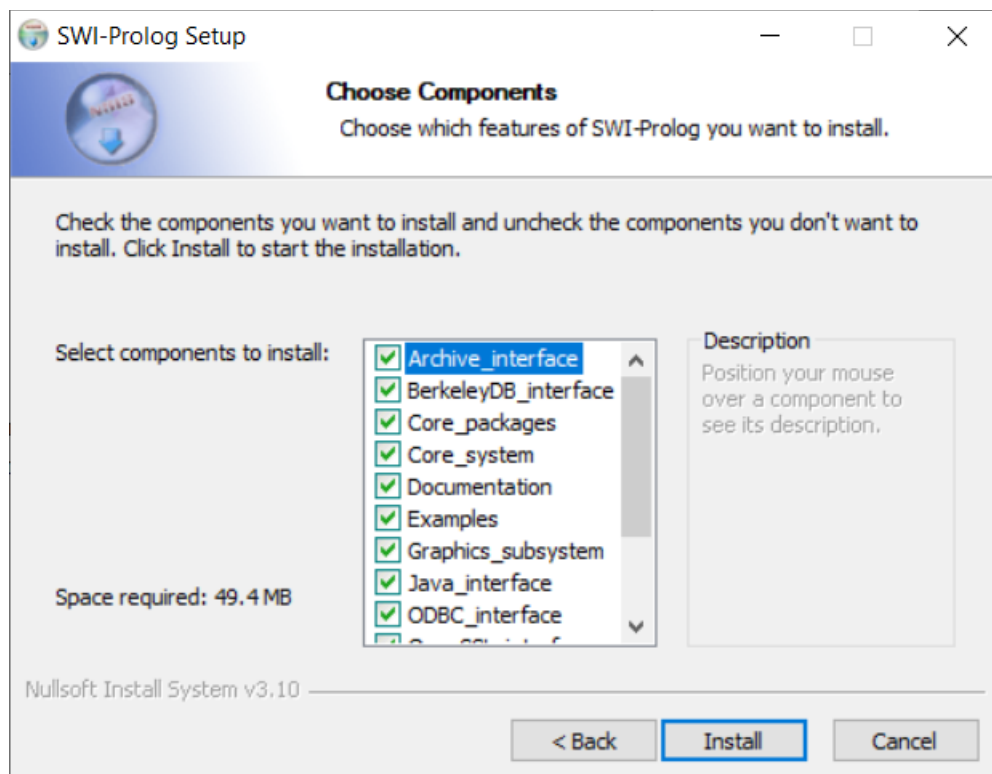 SWI-Prolog Setup
Choose Components
Choose which features of SWI-Prolog you want to install.
Check the components you want to install and uncheck the components you don't want to
install. Click Install to start the installation.
Select components to install:
Archive_interface
BerkeleyDB_interface
Core_packages
Core_system
Documentation
Examples
Graphics_subsystem
Java_interface
ODBC_interface
Description
Position your mouse
over a component to
see its description.
Space required: 49.4 MB
Nullsoft Install System v3.10
< Back
Install
Cancel